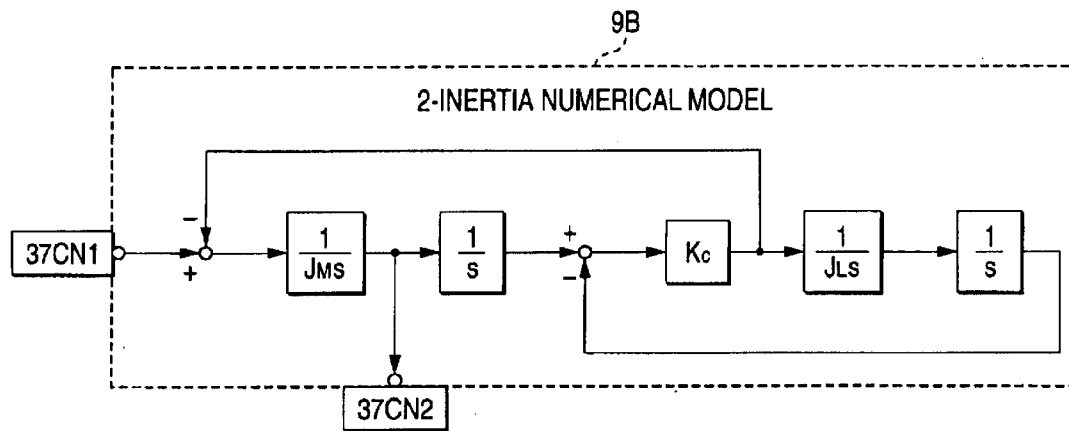 9B
2-INERTIA NUMERICAL MODEL
37CN1
−
+
1
JMS
1
s
+
−
Kc
1
JLS
1
s
37CN2